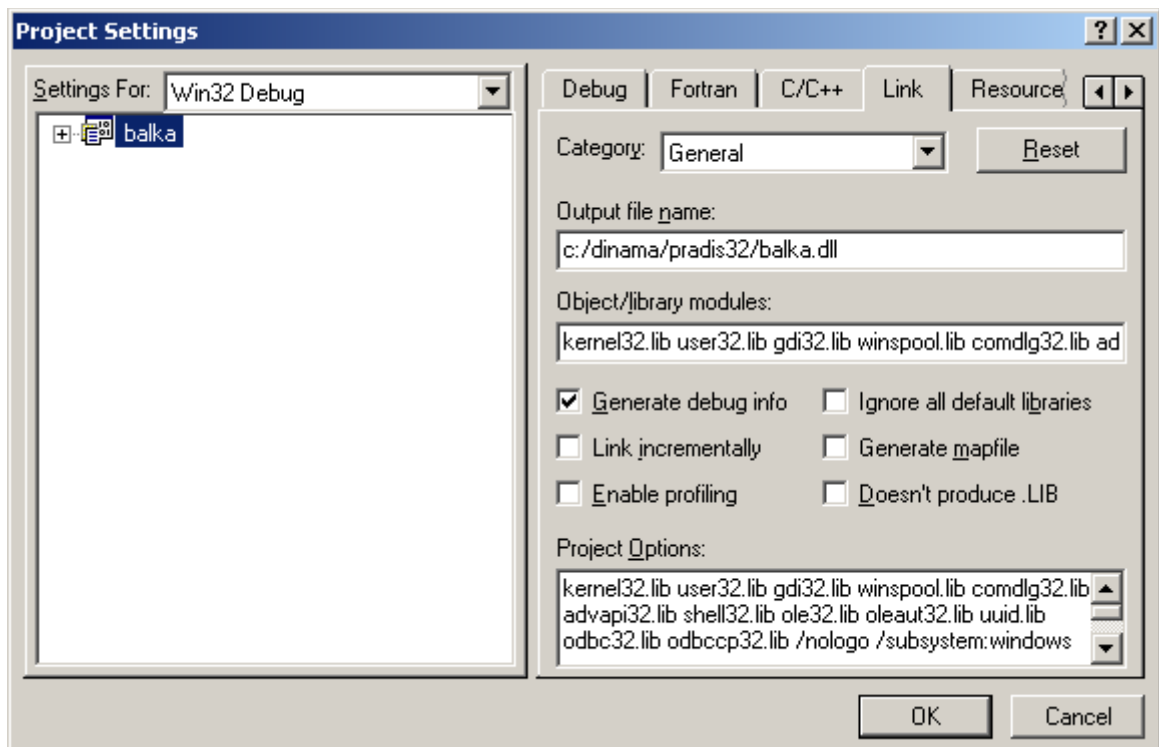 Project Settings
Settings For: Win32 Debug
balka
Debug Fortran C/C++ Link Resource
Category: General Reset
Output file name:
c:/dinama/pradis32/balka.dll
Object/library modules:
kernel32.lib user32.lib gdi32.lib winspool.lib comdlg32.lib ad
Generate debug info Ignore all default libraries
Link incrementally Generate mapfile
Enable profiling Doesn't produce .LIB
Project Options:
kernel32.lib user32.lib gdi32.lib winspool.lib comdlg32.lib
advapi32.lib shell32.lib ole32.lib oleaut32.lib uuid.lib
odbc32.lib odbccp32.lib /nologo /subsystem:windows
OK Cancel